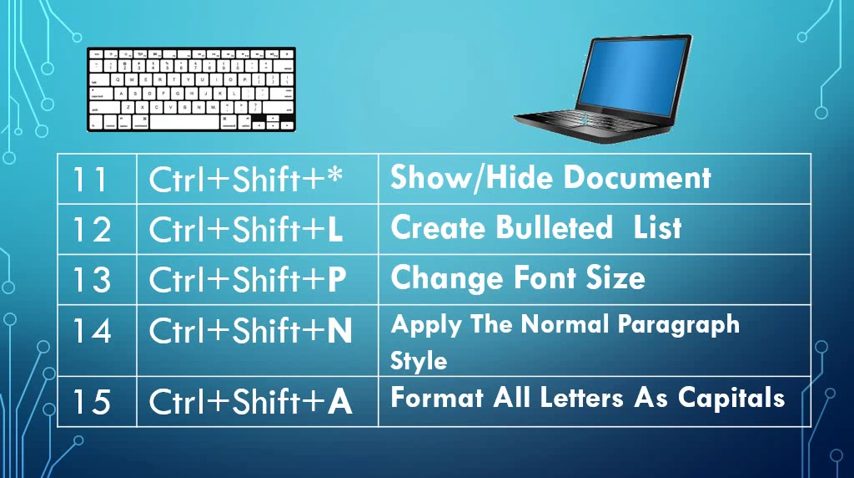 11 Ctrl+Shift+* Show/Hide Document
12 Ctrl+Shift+L Create Bulleted List
13 Ctrl+Shift+P Change Font Size
14 Ctrl+Shift+N Apply The Normal Paragraph
Style
15 Ctrl+Shift+A Format All Letters As Capitals